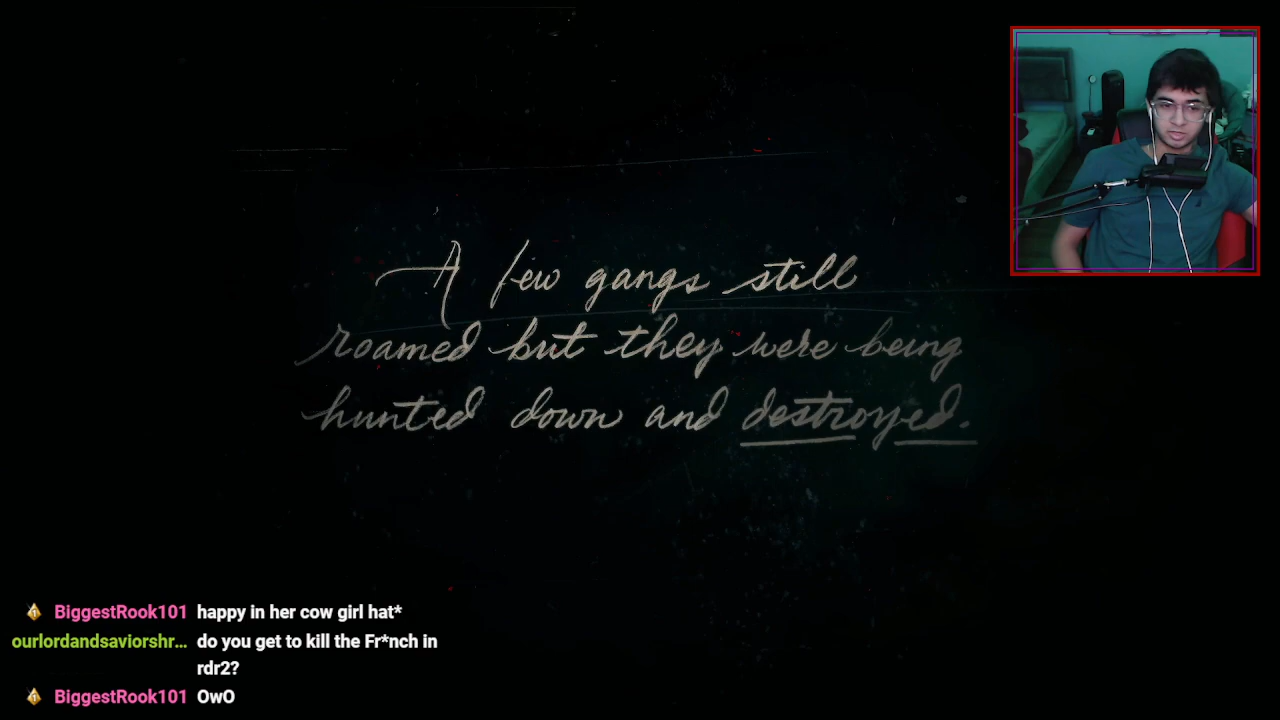 A few gangs still
roamed but they were being
hunted down and destroyed.
BiggestRook101 happy in her cow girl hat*
ourlordandsaviorshr... do you get to kill the Fr*nch in
rdr2?
BiggestRook101 OwO